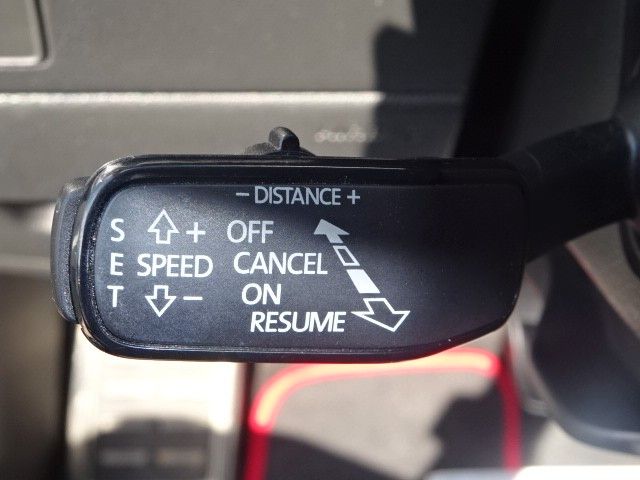 − DISTANCE +
S + OFF
E SPEED CANCEL
T − ON
RESUME